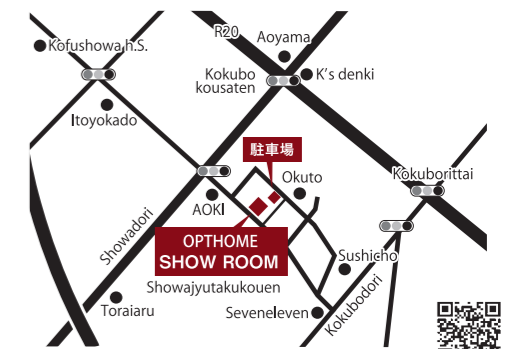 R20
Aoyama
Kofushowa h.S.
Kokubo
kousaten
K's denki
Itoyokado
駐車場
Kokuborittai
Okuto
AOKI
OPTHOME
SHOW ROOM
Showadori
Sushicho
Showajyutakukouen
Toraiaru
Seveneleven
Kokubodori